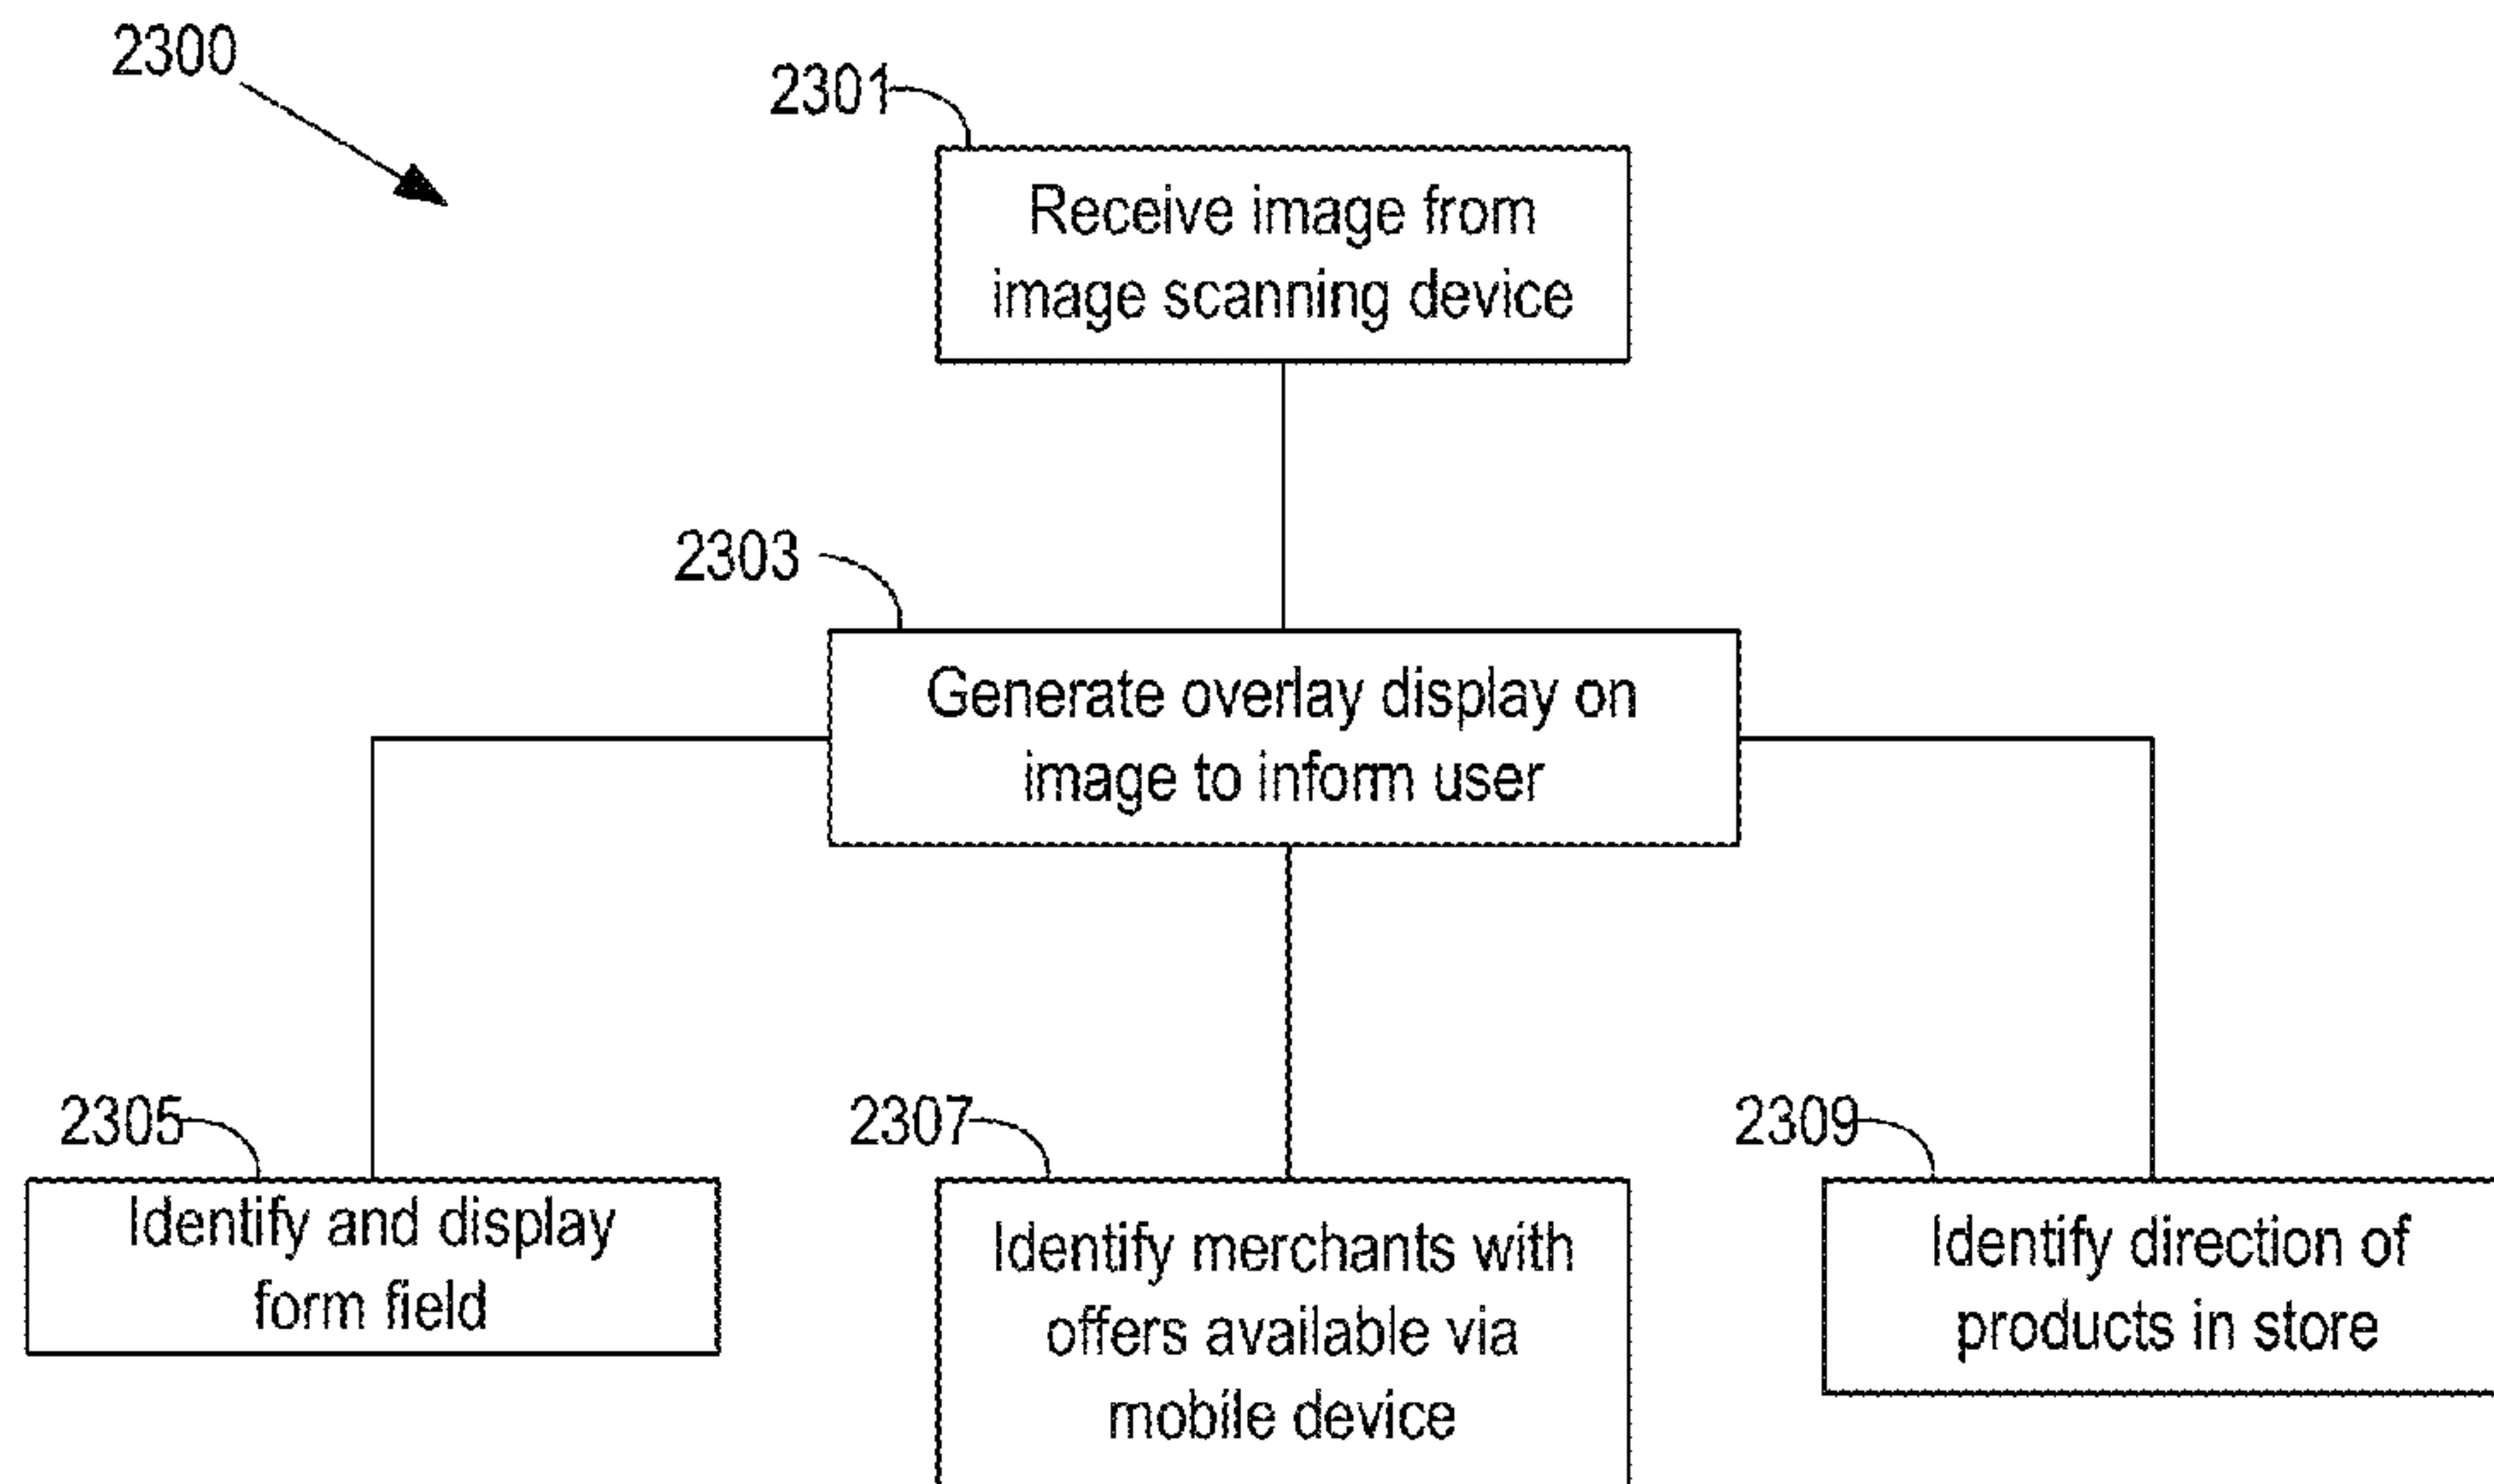 2300
2301
Receive image from
image scanning device
2303
Generate overlay display on
image to inform user
2305
Identify and display
form field
2307
Identify merchants with
offers available via
mobile device
2309
Identify direction of
products in store